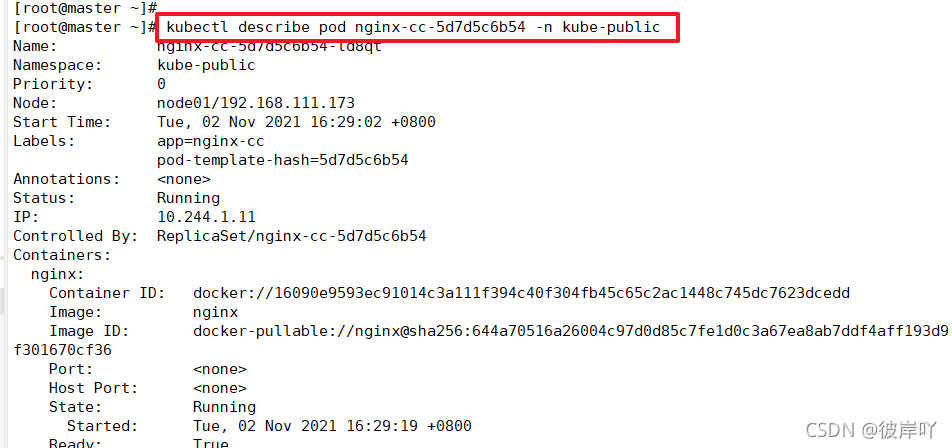 [root@master ~]#
[root@master ~]# kubectl describe pod nginx-cc-5d7d5c6b54 -n kube-public
Name:         nginx-cc-5d7d5c6b54-ld8qt
Namespace:    kube-public
Priority:     0
Node:         node01/192.168.111.173
Start Time:   Tue, 02 Nov 2021 16:29:02 +0800
Labels:       app=nginx-cc
              pod-template-hash=5d7d5c6b54
Annotations:  <none>
Status:       Running
IP:           10.244.1.11
Controlled By:  ReplicaSet/nginx-cc-5d7d5c6b54
Containers:
  nginx:
    Container ID:   docker://16090e9593ec91014c3a111f394c40f304fb45c65c2ac1448c745dc7623dcedd
    Image:          nginx
    Image ID:       docker-pullable://nginx@sha256:644a70516a26004c97d0d85c7fe1d0c3a67ea8ab7ddf4aff193d9
f301670cf36
    Port:           <none>
    Host Port:      <none>
    State:          Running
      Started:      Tue, 02 Nov 2021 16:29:19 +0800
    Ready:          True
CSDN @彼岸吖